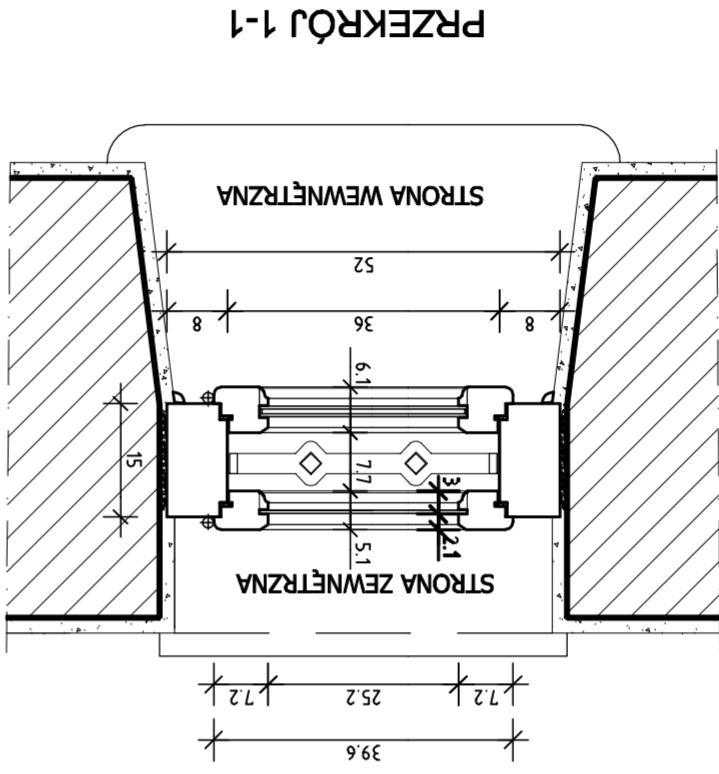 39.6
7.2 25.2 7.2
STRONA ZEWNĘTRZNA
2.1 5.1
3 7.7
15
6.1
8 36 8
52
STRONA WEWNĘTRZNA
PRZEKRÓJ 1-1